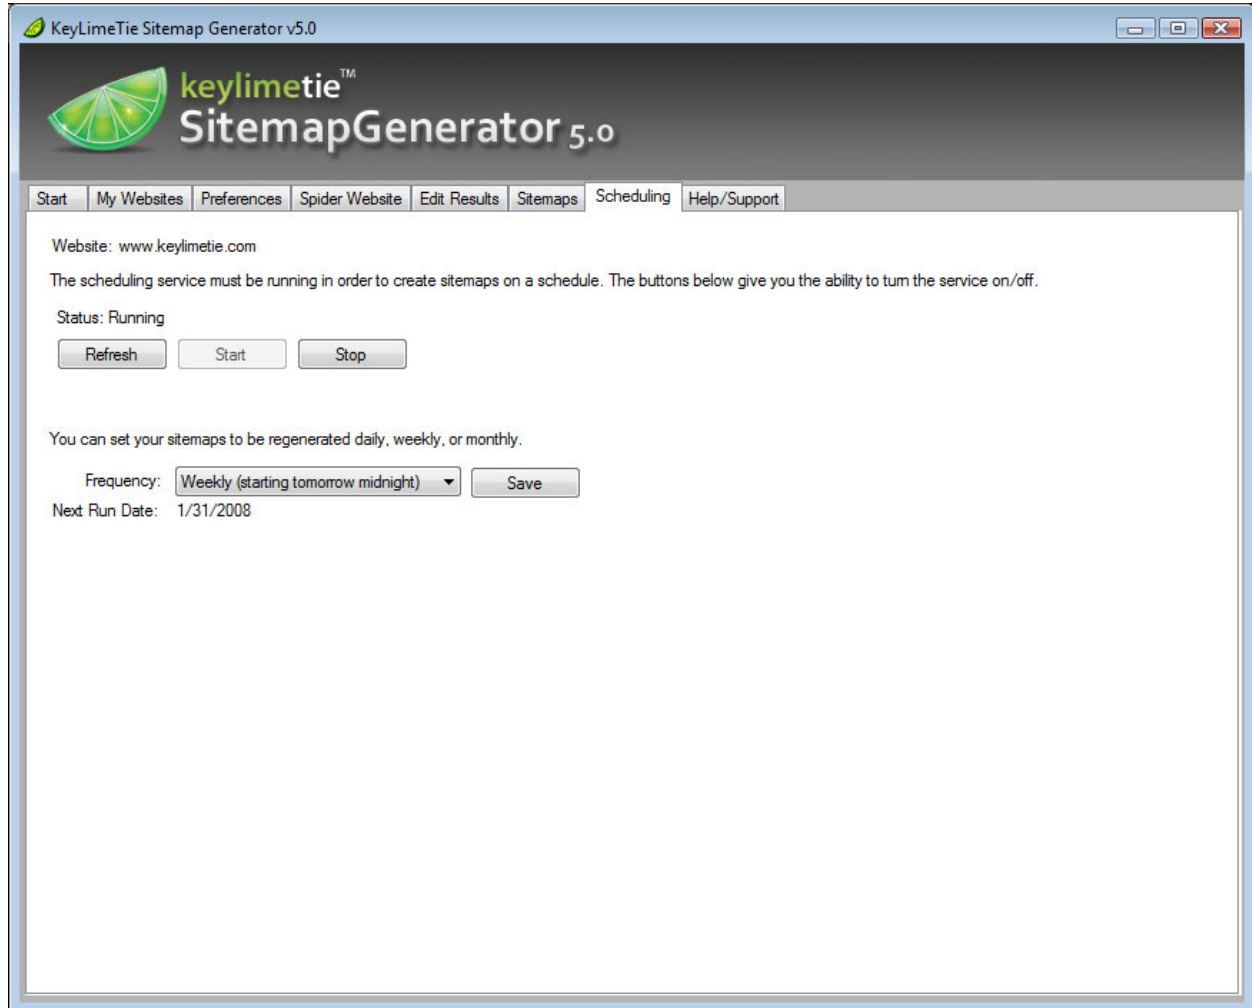 KeyLimeTie Sitemap Generator v5.0
keylimetie™
SitemapGenerator 5.0
Start My Websites Preferences Spider Website Edit Results Sitemaps Scheduling Help/Support
Website: www.keylimetie.com
The scheduling service must be running in order to create sitemaps on a schedule. The buttons below give you the ability to turn the service on/off.
Status: Running
Refresh Start Stop
You can set your sitemaps to be regenerated daily, weekly, or monthly.
Frequency: Weekly (starting tomorrow midnight) Save
Next Run Date: 1/31/2008